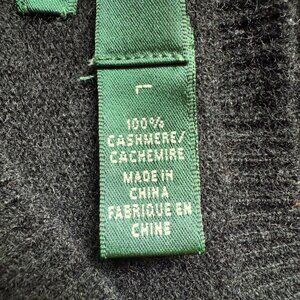 L
100%
CASHMERE/
CACHEMIRE
MADE IN
CHINA
FABRIQUE EN
CHINE